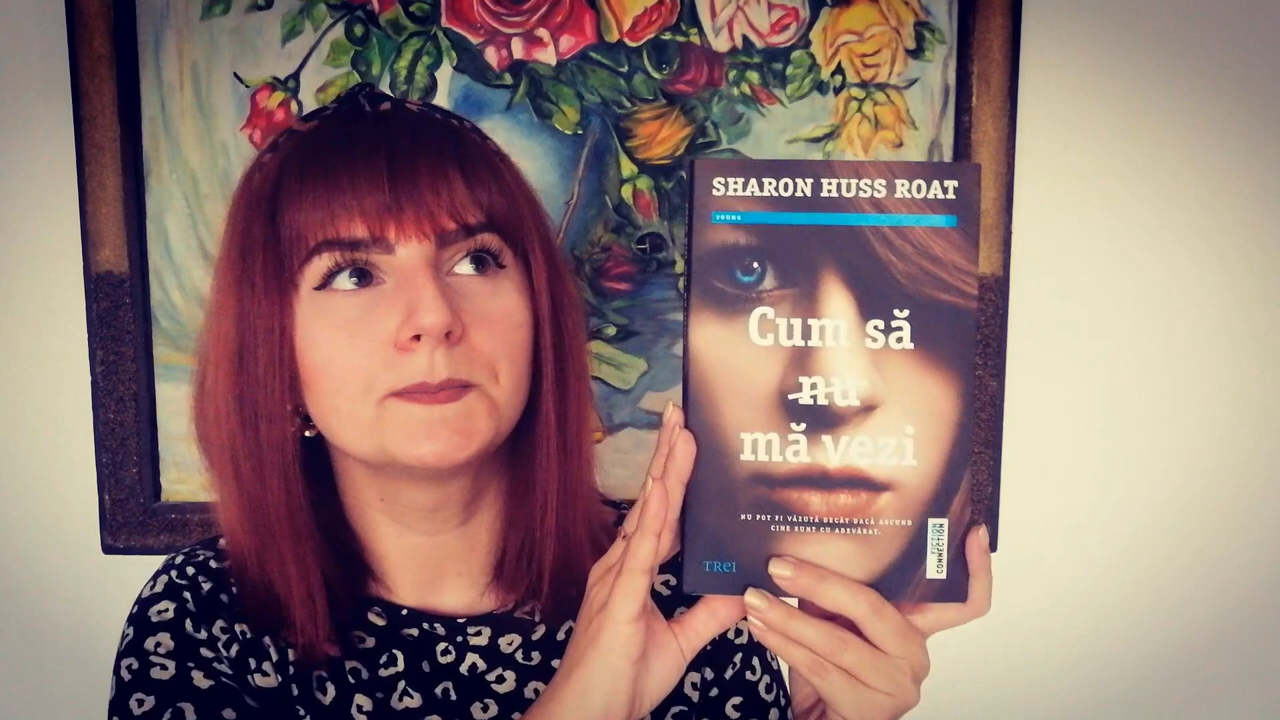 SHARON HUSS ROAT
YOUNG
Cum să
nu
mă vezi
NU POT FI VĂZUTĂ DECÂT DACĂ ASCUND
CINE SUNT CU ADEVĂRAT.
TREI
FICTION
CONNECTION